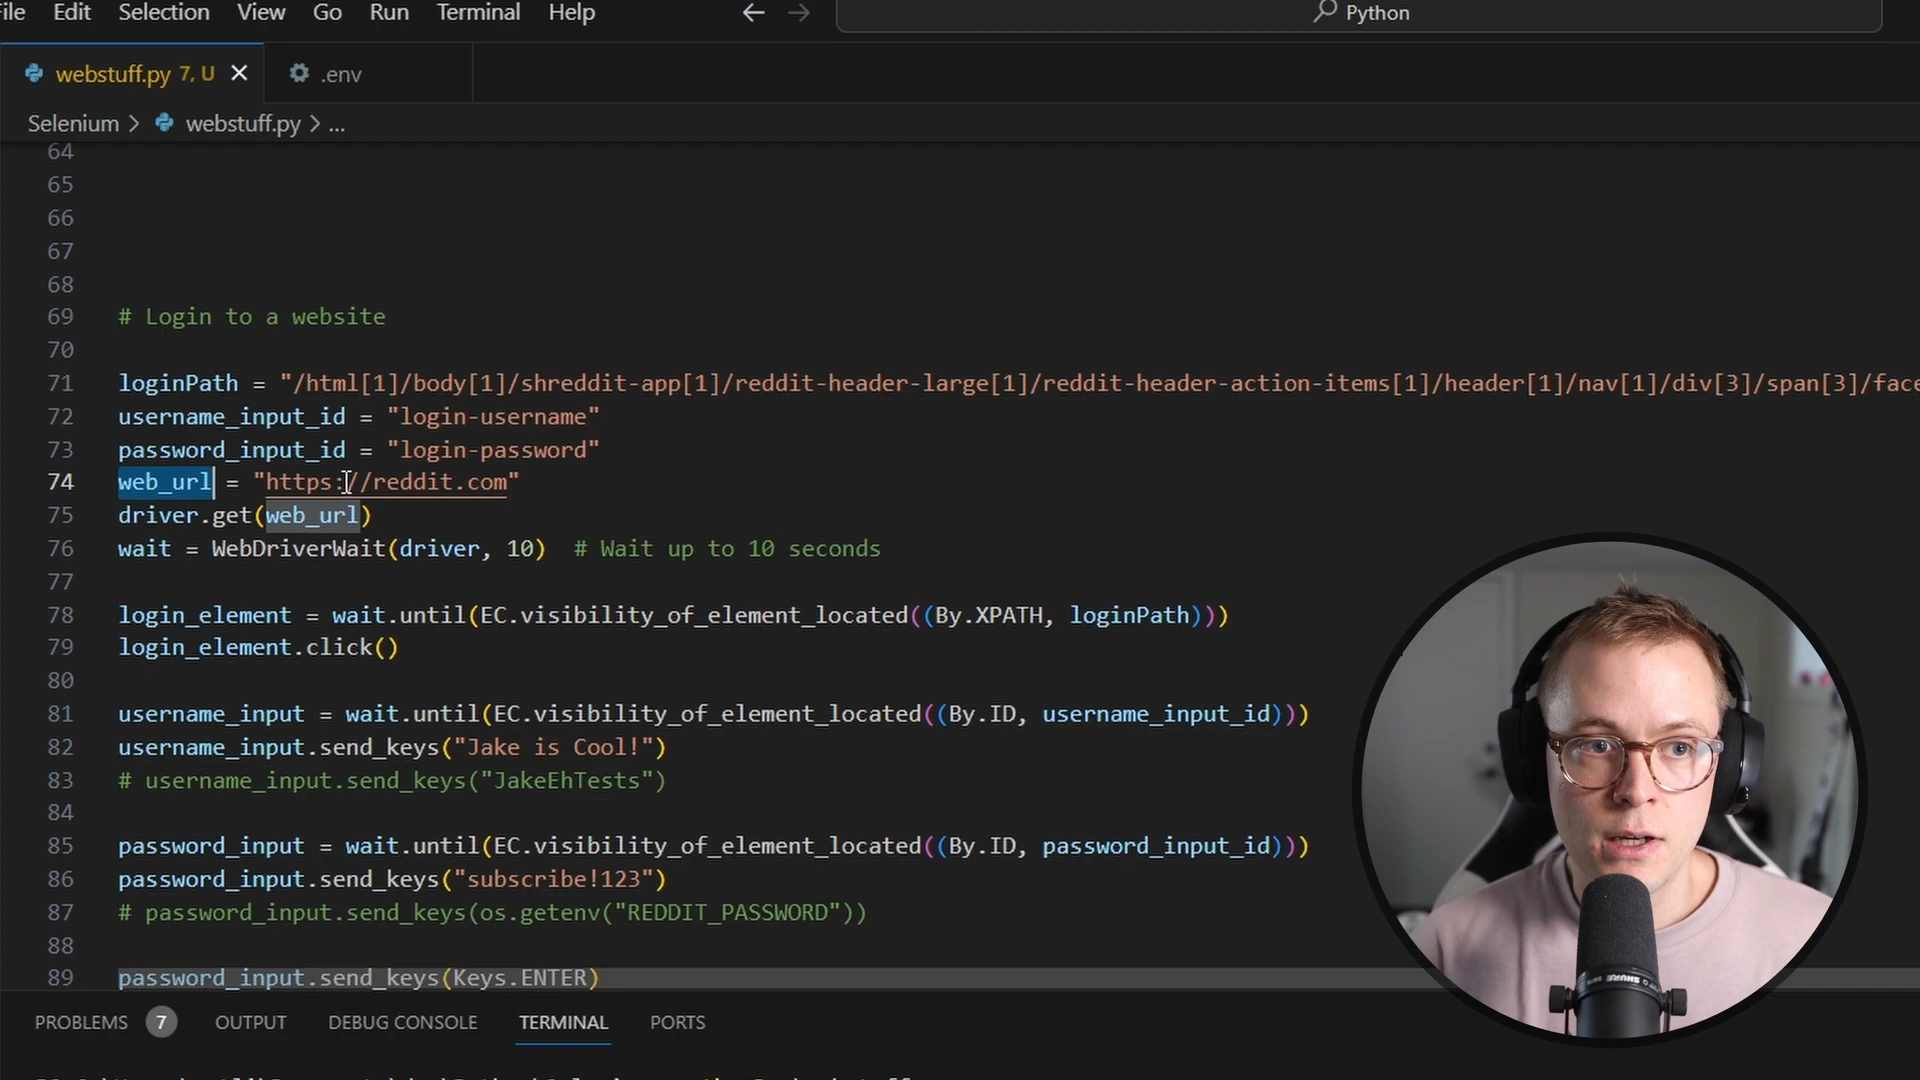 File Edit Selection View Go Run Terminal Help
Python
webstuff.py 7, U
.env
Selenium > webstuff.py > ...
64
65
66
67
68
69 # Login to a website
70
71 loginPath = "/html[1]/body[1]/shreddit-app[1]/reddit-header-large[1]/reddit-header-action-items[1]/header[1]/nav[1]/div[3]/span[3]/face
72 username_input_id = "login-username"
73 password_input_id = "login-password"
74 web_url = "https://reddit.com"
75 driver.get(web_url)
76 wait = WebDriverWait(driver, 10)  # Wait up to 10 seconds
77
78 login_element = wait.until(EC.visibility_of_element_located((By.XPATH, loginPath)))
79 login_element.click()
80
81 username_input = wait.until(EC.visibility_of_element_located((By.ID, username_input_id)))
82 username_input.send_keys("Jake is Cool!")
83 # username_input.send_keys("JakeEhTests")
84
85 password_input = wait.until(EC.visibility_of_element_located((By.ID, password_input_id)))
86 password_input.send_keys("subscribe!123")
87 # password_input.send_keys(os.getenv("REDDIT_PASSWORD"))
88
89 password_input.send_keys(Keys.ENTER)
PROBLEMS 7 OUTPUT DEBUG CONSOLE TERMINAL PORTS
SHURE